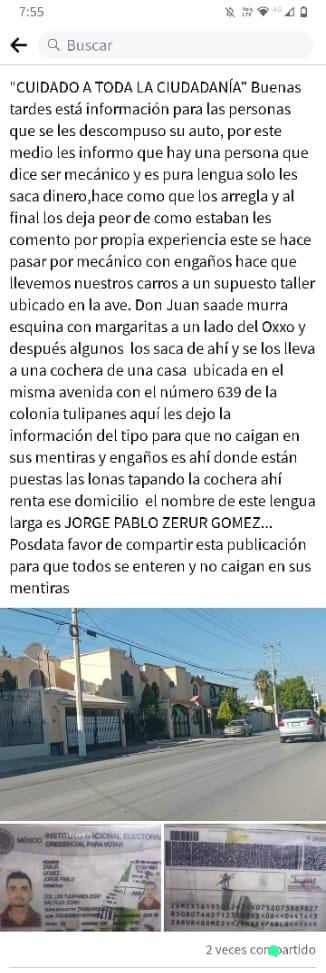 7:55
4G
Buscar
"CUIDADO A TODA LA CIUDADANÍA" Buenas
tardes está información para las personas
que se les descompuso su auto, por este
medio les informo que hay una persona que
dice ser mecánico y es pura lengua solo les
saca dinero,hace como que los arregla y al
final los deja peor de como estaban les
comento por propia experiencia este se hace
pasar por mecánico con engaños hace que
llevemos nuestros carros a un supuesto taller
ubicado en la ave. Don Juan saade murra
esquina con margaritas a un lado del Oxxo y
después algunos los saca de ahí y se los lleva
a una cochera de una casa ubicada en el
misma avenida con el número 639 de la
colonia tulipanes aquí les dejo la
información del tipo para que no caigan en
sus mentiras y engaños es ahí donde están
puestas las lonas tapando la cochera ahí
renta ese domicilio el nombre de este lengua
larga es JORGE PABLO ZERUR GOMEZ...
Posdata favor de compartir esta publicación
para que todos se enteren y no caigan en sus
mentiras
MÉXICO INSTITUTO NACIONAL ELECTORAL
CREDENCIAL PARA VOTAR
GOMEZ
JORGE PABLO
2 veces compartido